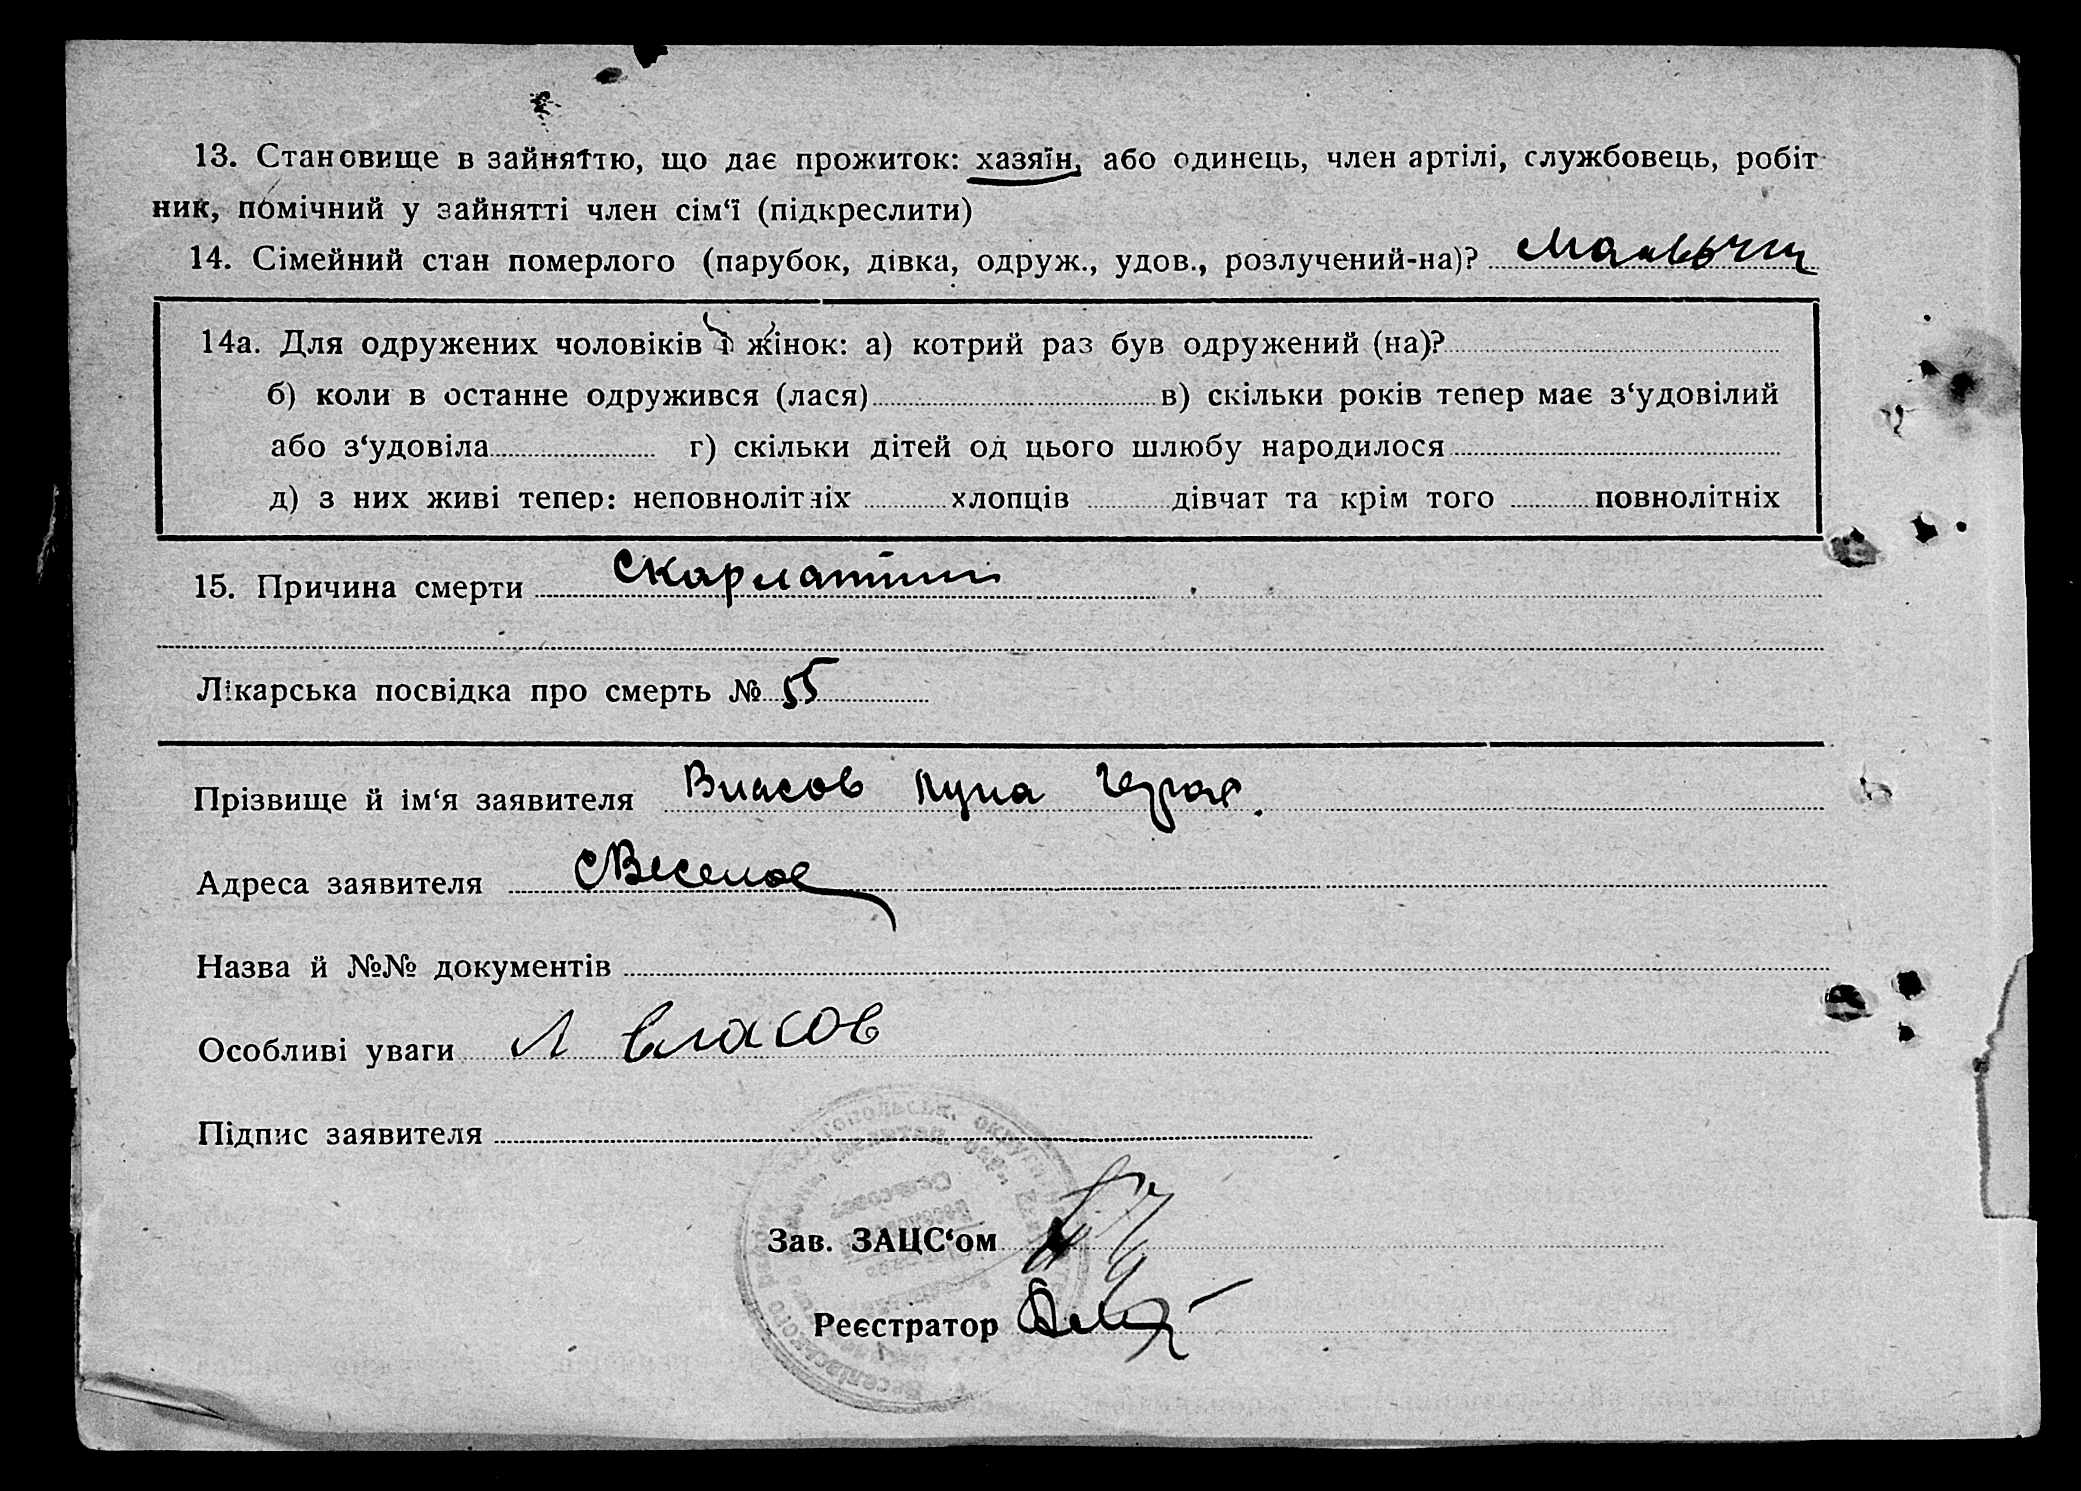 13. Становище в зайняттю, що дає прожиток: хазяїн, або одинець, член артілі, службовець, робіт
ник, помічний у зайнятті член сім‘ї (підкреслити)
14. Сімейний стан померлого (парубок, дівка, одруж., удов., розлучений-на)?
14а. Для одружених чоловіків і жінок: а) котрий раз був одружений (на)?
б) коли в останне одружився (лася) в) скільки років тепер має з‘удовілий
або з‘удовіла г) скільки дітей од цього шлюбу народилося
д) з них живі тепер: неповнолітніх хлопців дівчат та крім того повнолітніх
15. Причина смерти Скарлатина
Лікарська посвідка про смерть № 55
Прізвище й ім‘я заявителя Власов Лука
Адреса заявителя с Веселое
Назва й №№ документів
Особливі уваги Л Власов
Підпис заявителя
Зав. ЗАЦС‘ом
Реєстратор